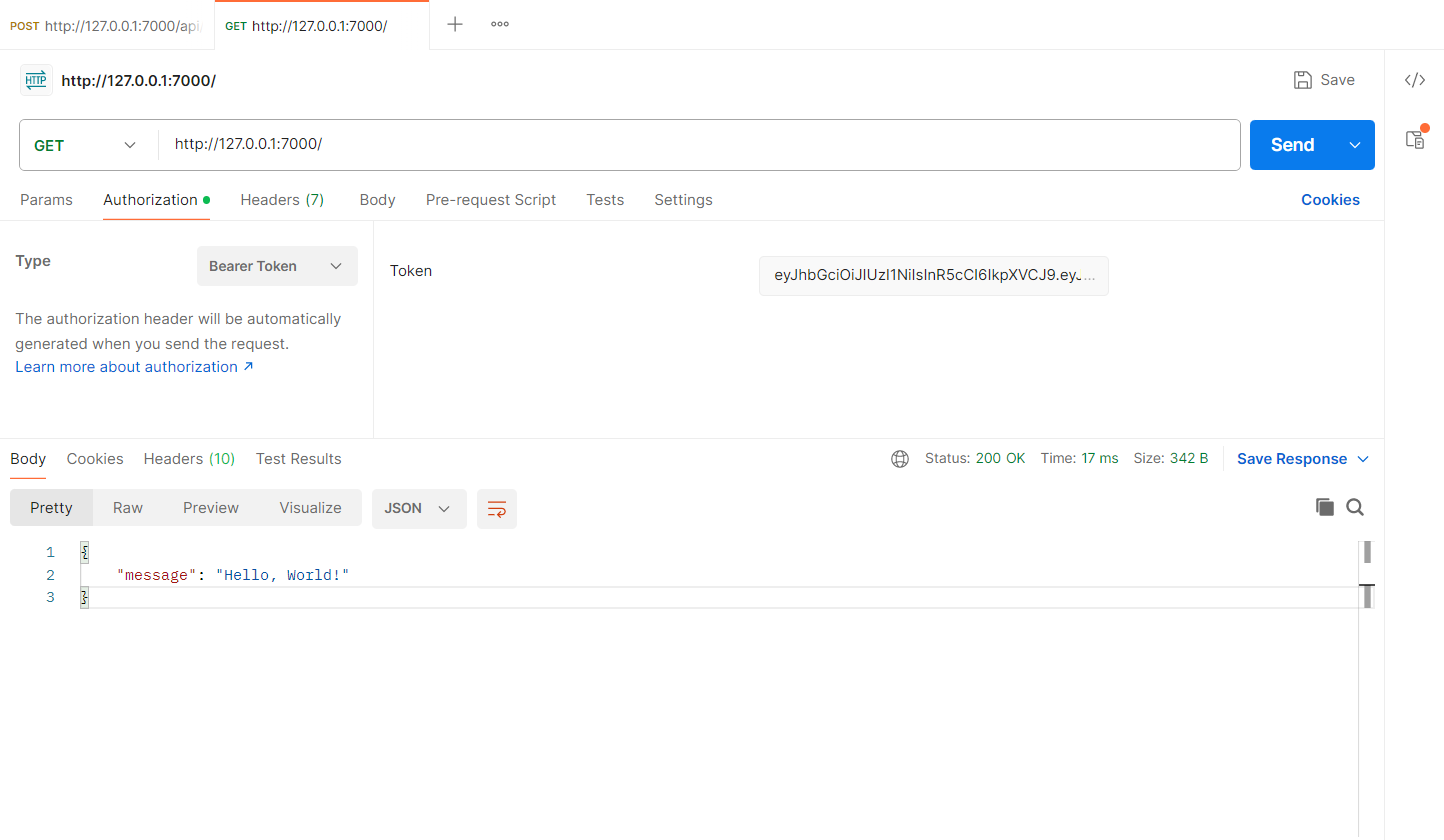 POST http://127.0.0.1:7000/api
GET http://127.0.0.1:7000/
HTTP http://127.0.0.1:7000/
Save
GET http://127.0.0.1:7000/
Send
Params Authorization Headers (7) Body Pre-request Script Tests Settings Cookies
Type Bearer Token
Token eyJhbGciOiJIUzI1NiIsInR5cCI6IkpXVCJ9.eyJ...
The authorization header will be automatically
generated when you send the request.
Learn more about authorization ↗
Body Cookies Headers (10) Test Results Status: 200 OK Time: 17 ms Size: 342 B Save Response
Pretty Raw Preview Visualize JSON
1 {
2 "message": "Hello, World!"
3 }